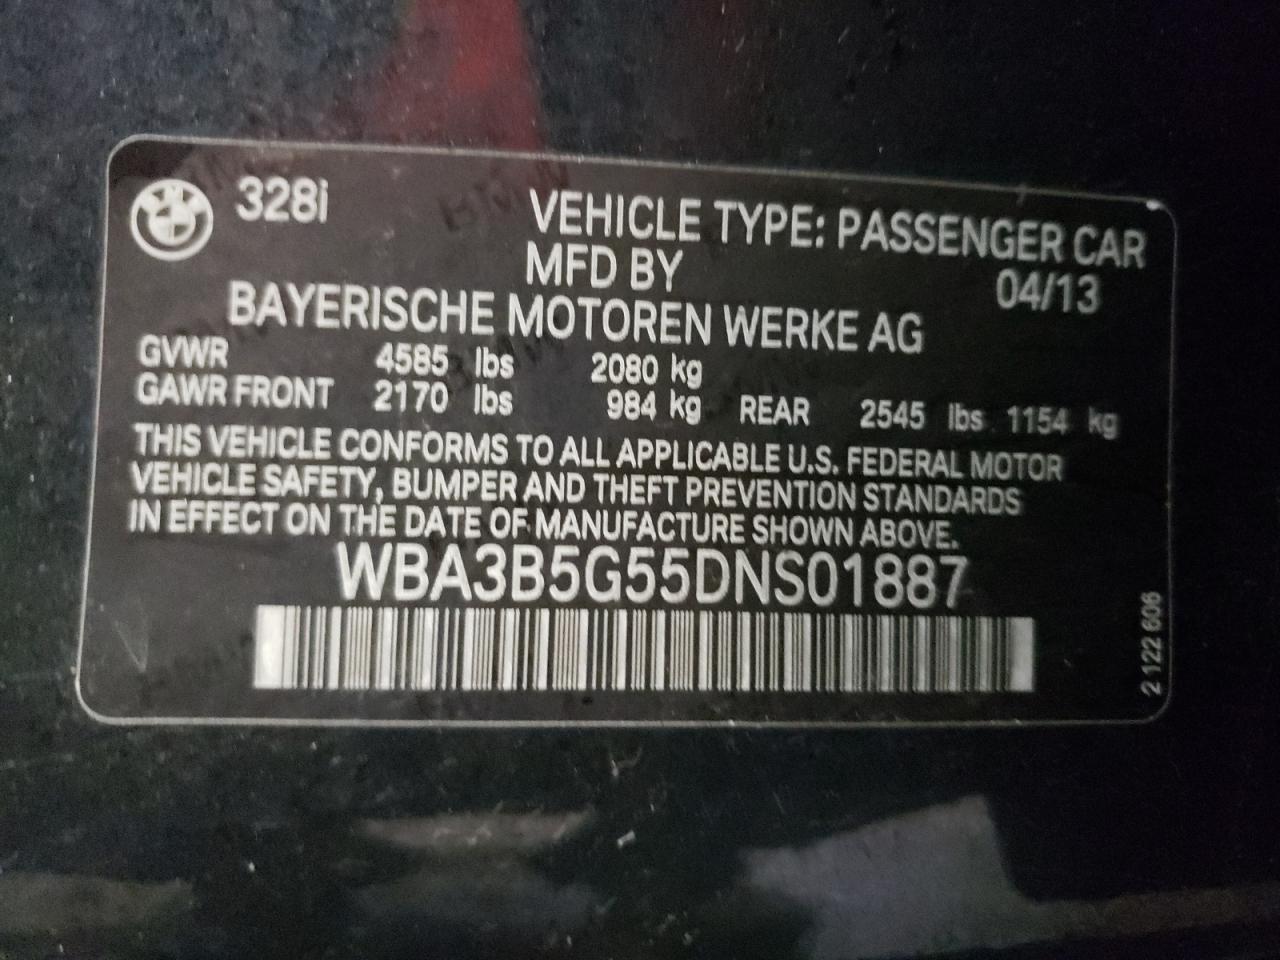 328i VEHICLE TYPE: PASSENGER CAR
MFD BY 04/13
BAYERISCHE MOTOREN WERKE AG
GVWR 4585 lbs 2080 kg
GAWR FRONT 2170 lbs 984 kg REAR 2545 lbs 1154 kg
THIS VEHICLE CONFORMS TO ALL APPLICABLE U.S. FEDERAL MOTOR
VEHICLE SAFETY, BUMPER AND THEFT PREVENTION STANDARDS
IN EFFECT ON THE DATE OF MANUFACTURE SHOWN ABOVE.
WBA3B5G55DNS01887
2 122 606